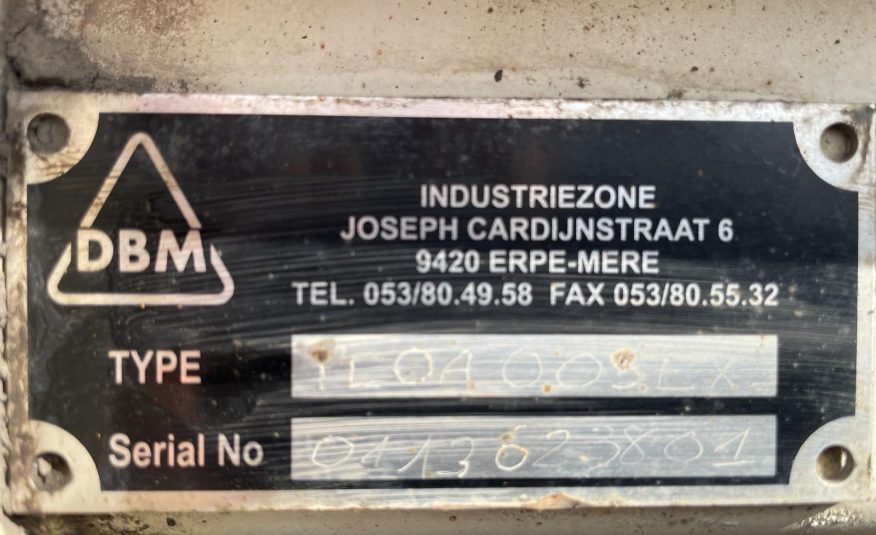 DBM
INDUSTRIEZONE
JOSEPH CARDIJNSTRAAT 6
9420 ERPE-MERE
TEL. 053/80.49.58 FAX 053/80.55.32
TYPE
Serial No 0113623801